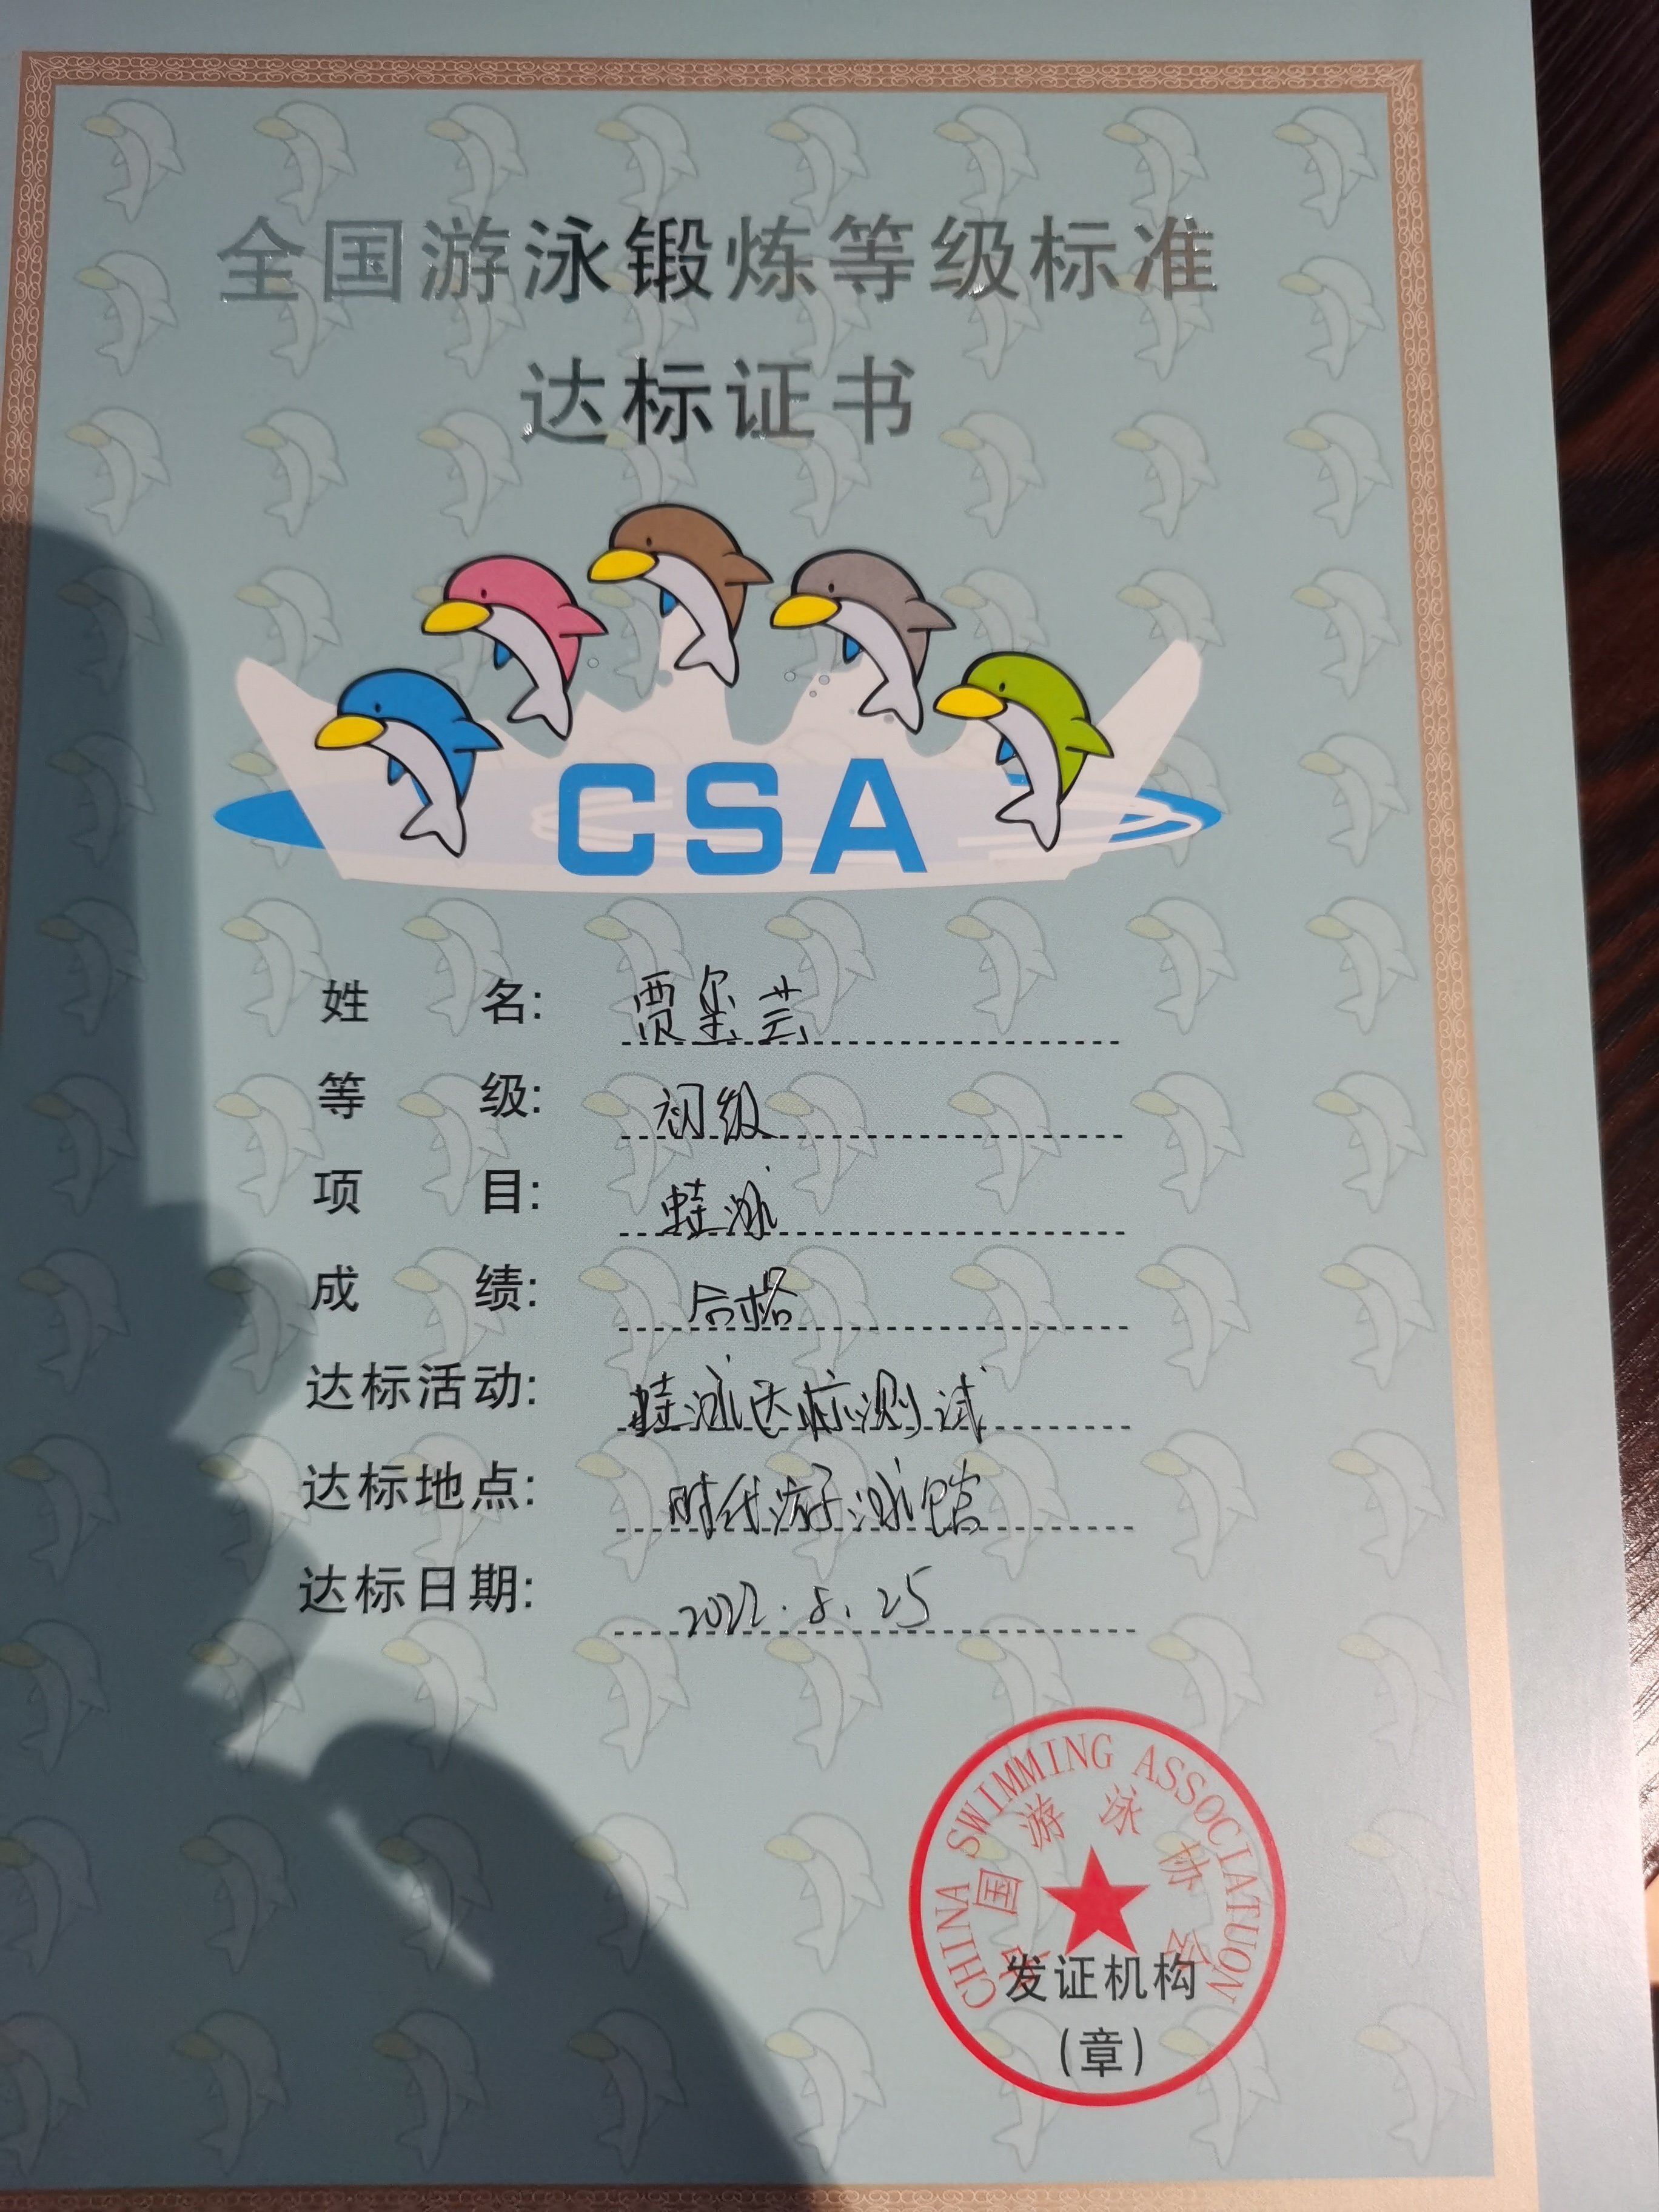 全国游泳锻炼等级标准
达标证书
CSA
姓名: 贾玺芸
等级: 初级
项目: 蛙泳
成绩: 合格
达标活动: 蛙泳达标测试
达标地点: 时代游泳馆
达标日期: 2022.8.25
CHINA SWIMMING ASSOCIATUON
中国游泳协会
发证机构
(章)